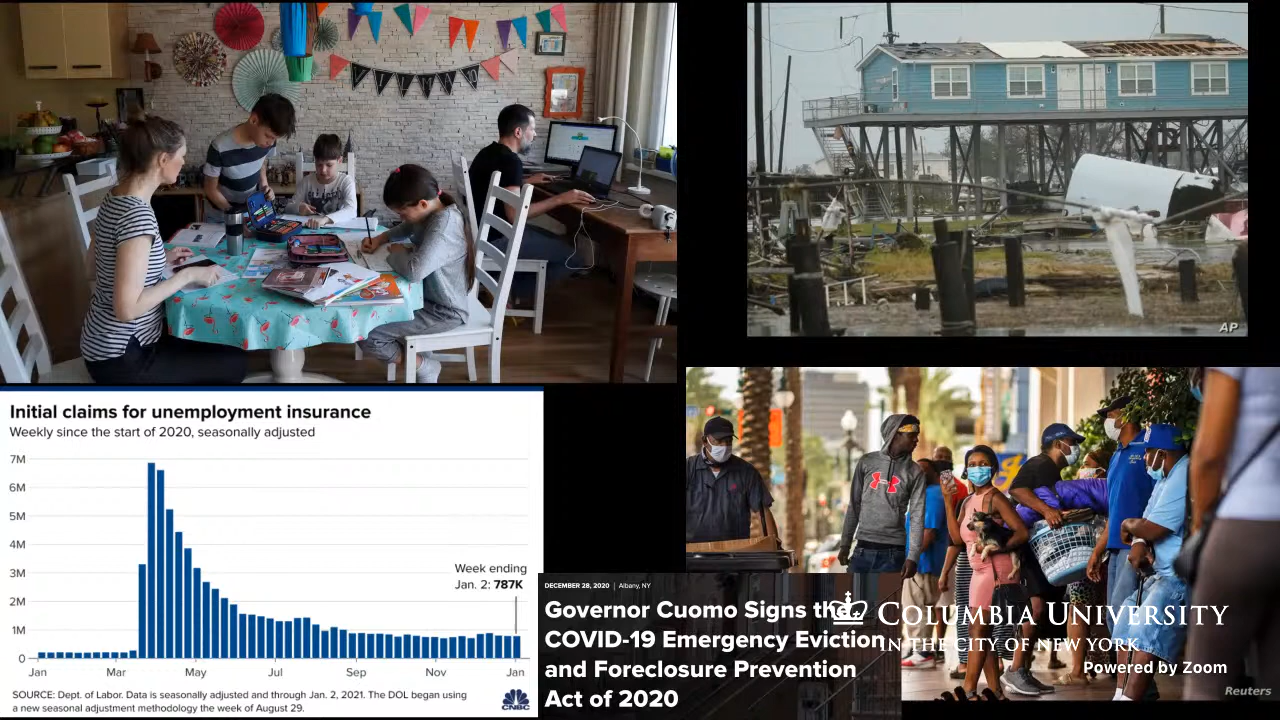 AP
Initial claims for unemployment insurance
Weekly since the start of 2020, seasonally adjusted
7M
6M
5M
4M
3M
2M
1M
0
Week ending
Jan. 2: 787K
Jan
Mar
May
Jul
Sep
Nov
Jan
SOURCE: Dept. of Labor. Data is seasonally adjusted and through Jan. 2, 2021. The DOL began using
a new seasonal adjustment methodology the week of August 29.
CNBC
DECEMBER 28, 2020 | Albany, NY
Governor Cuomo Signs the
COVID-19 Emergency Eviction
and Foreclosure Prevention
Act of 2020
COLUMBIA UNIVERSITY
IN THE CITY OF NEW YORK
Powered by Zoom
Reuters